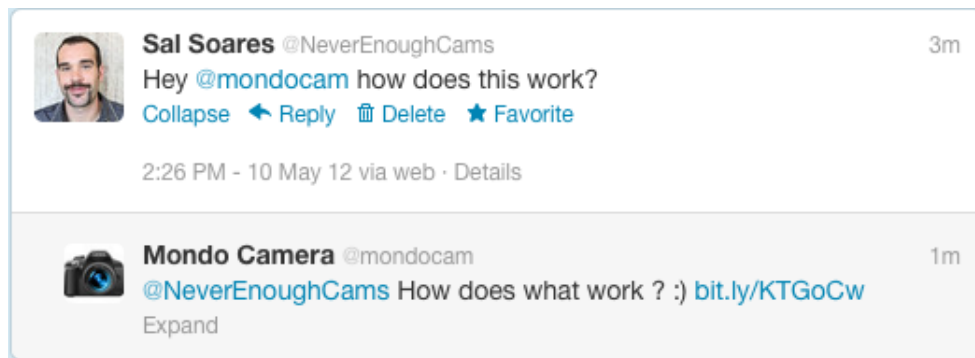 Sal Soares @NeverEnoughCams 3m
Hey @mondocam how does this work?
Collapse Reply Delete Favorite
2:26 PM - 10 May 12 via web · Details
Mondo Camera @mondocam 1m
@NeverEnoughCams How does what work ? :) bit.ly/KTGoCw
Expand